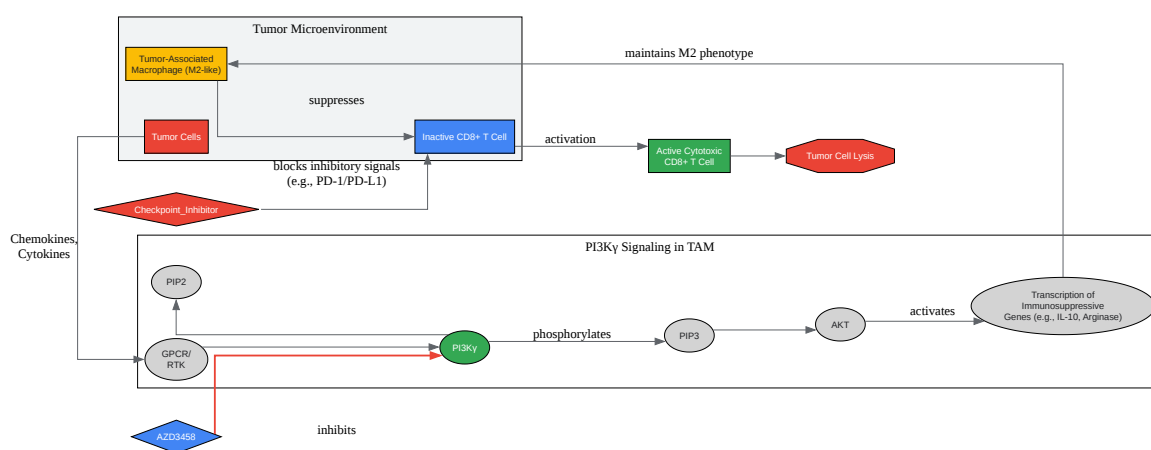 Tumor Microenvironment
maintains M2 phenotype
Tumor-Associated
Macrophage (M2-like)
suppresses
Tumor Cells
Inactive CD8+ T Cell
activation
Active Cytotoxic
CD8+ T Cell
Tumor Cell Lysis
blocks inhibitory signals
(e.g., PD-1/PD-L1)
Checkpoint_Inhibitor
Chemokines,
Cytokines
PI3Kγ Signaling in TAM
PIP2
Transcription of
Immunosuppressive
Genes (e.g., IL-10, Arginase)
activates
AKT
phosphorylates
PIP3
PI3Kγ
GPCR/
RTK
AZD3458
inhibits